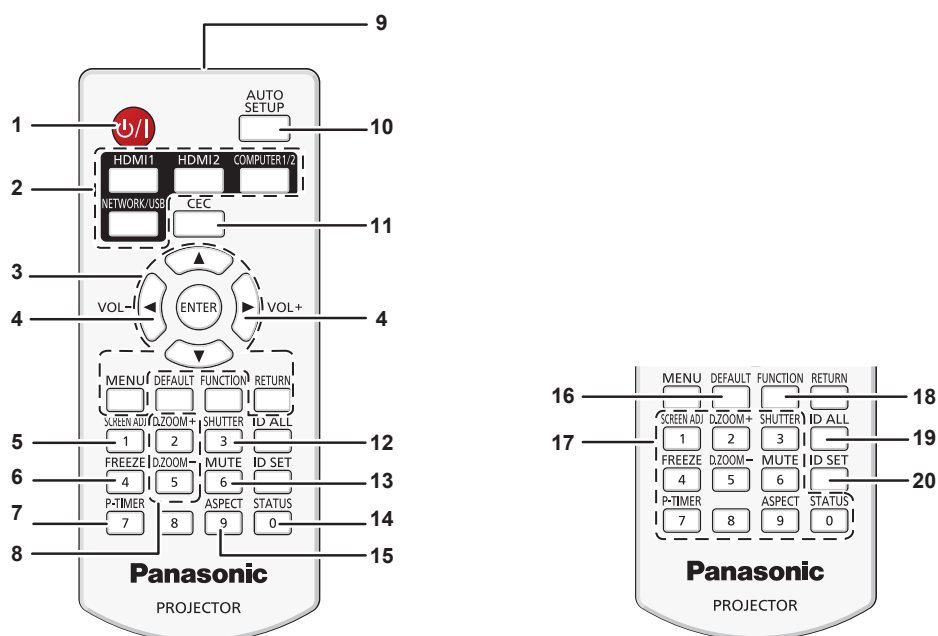 9
AUTO
SETUP
1
⏻/I
10
HDMI1 HDMI2 COMPUTER1/2
2
NETWORK/USB CEC
11
3
VOL- ENTER VOL+
4 4
MENU DEFAULT FUNCTION RETURN
SCREEN ADJ D.ZOOM+ SHUTTER ID ALL
5 1 2 3 12
FREEZE D.ZOOM- MUTE ID SET
6 4 5 6 13
P-TIMER ASPECT STATUS
7 7 8 9 0 14
8 15
Panasonic
PROJECTOR
MENU DEFAULT FUNCTION RETURN
16 18
SCREEN ADJ D.ZOOM+ SHUTTER ID ALL
17 1 2 3 19
FREEZE D.ZOOM- MUTE ID SET
4 5 6 20
P-TIMER ASPECT STATUS
7 8 9 0
Panasonic
PROJECTOR